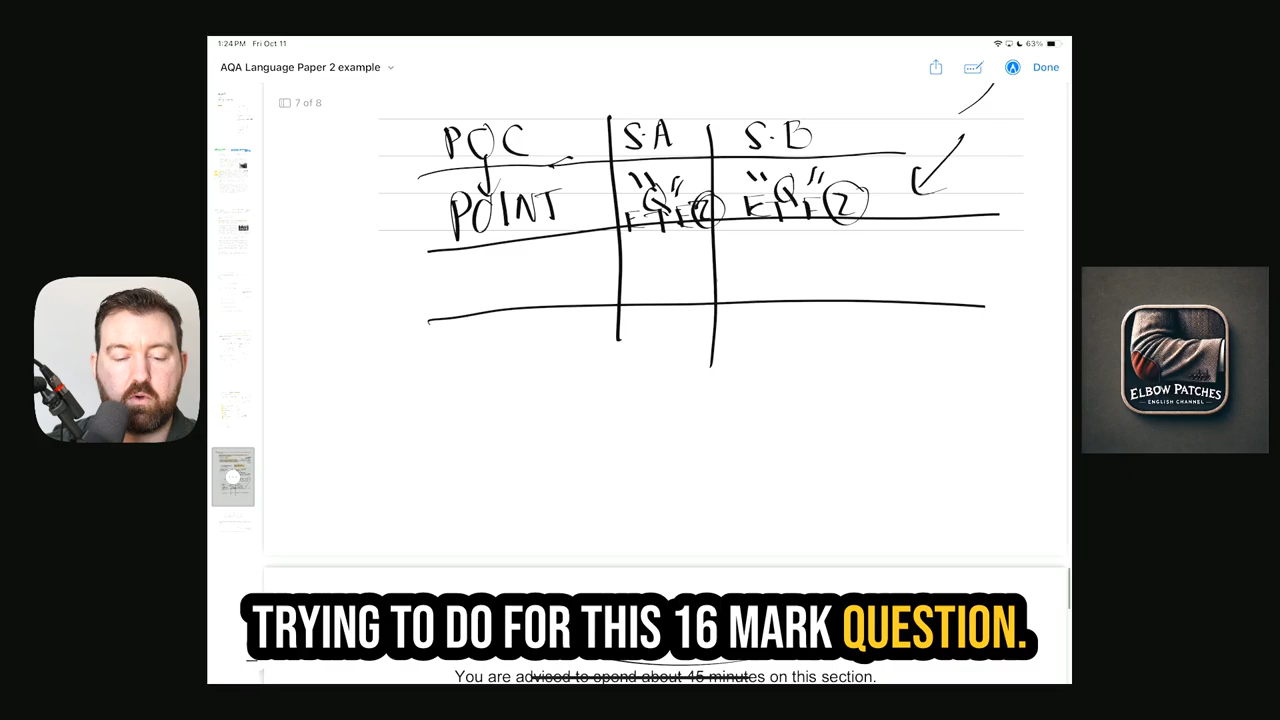 1:24 PM Fri Oct 11
63%
AQA Language Paper 2 example
Done
7 of 8
POC S.A S.B
POINT "Q" "Q"
2 2
ELBOW PATCHES
ENGLISH CHANNEL
TRYING TO DO FOR THIS 16 MARK QUESTION.
You are advised to spend about 45 minutes on this section.